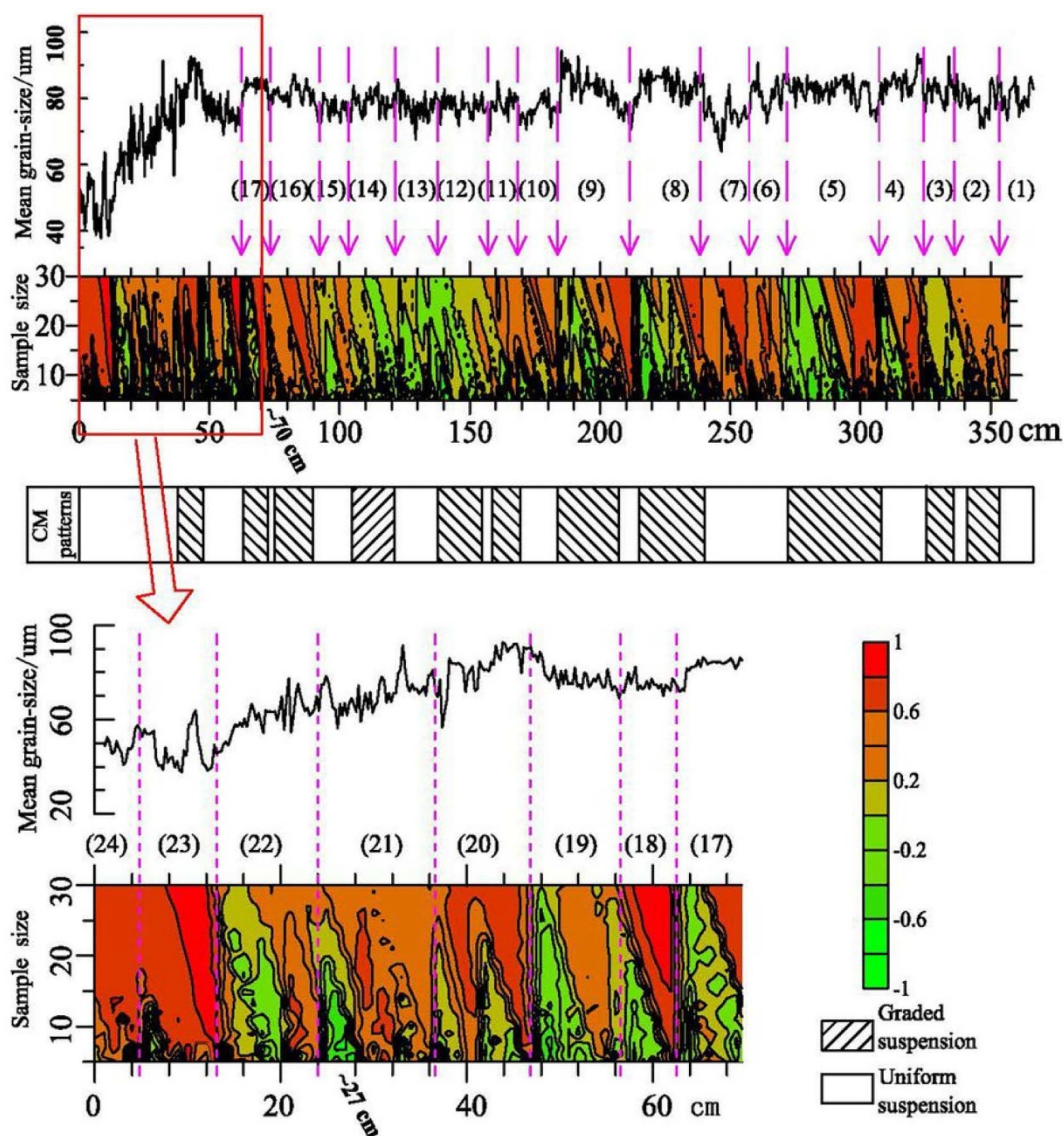 Mean grain-size/um
100
80
60
40
(17) (16) (15) (14) (13) (12) (11) (10) (9) (8) (7) (6) (5) (4) (3) (2) (1)
Sample size
30
20
10
0 50 100 150 200 250 300 350 cm
~70 cm
CM patterns
Mean grain-size/um
100
60
20
(24) (23) (22) (21) (20) (19) (18) (17)
Sample size
30
20
10
0 20 40 60 cm
~27 cm
1
0.6
0.2
-0.2
-0.6
-1
Graded
suspension
Uniform
suspension